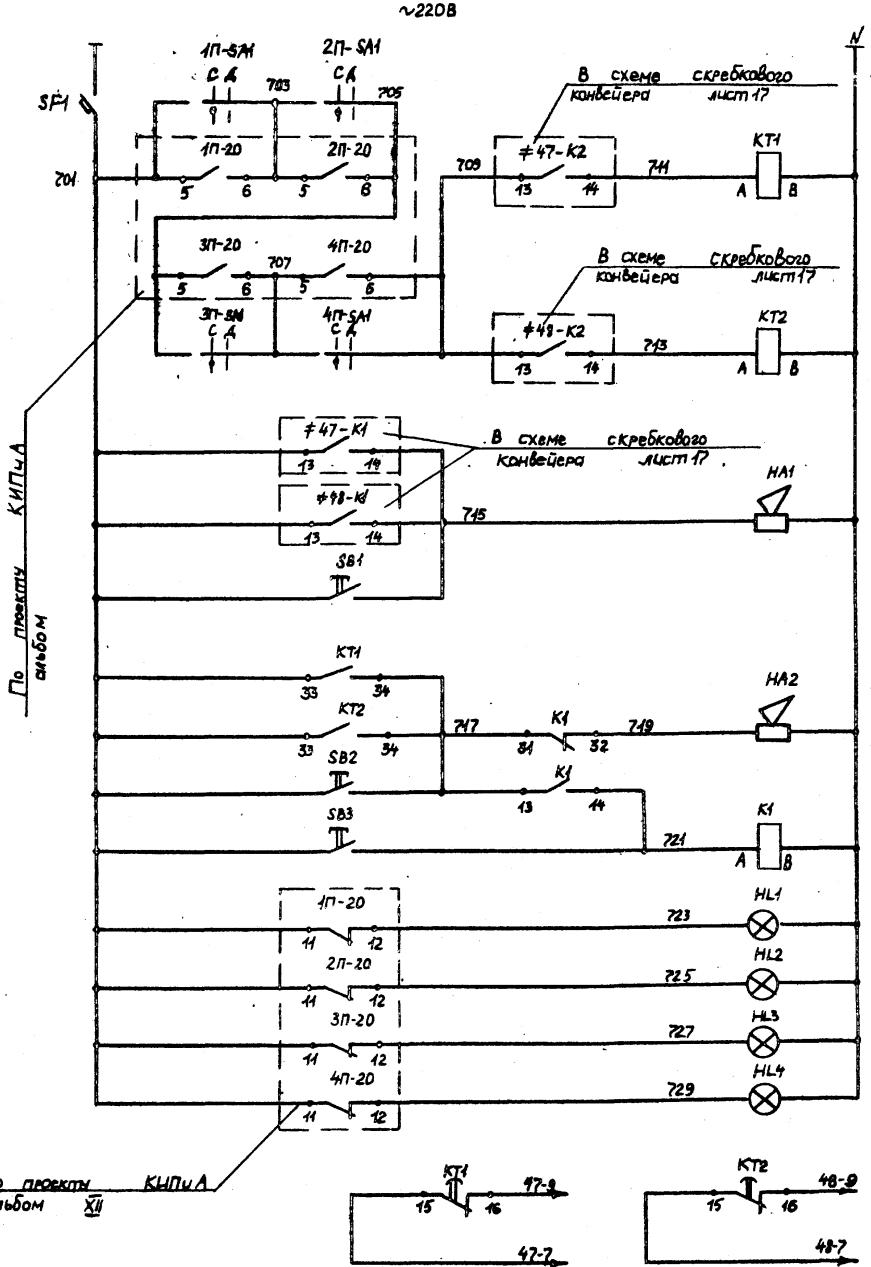 ~220В
N
SF1
1П-SA1 2П-SA1
С Д 703 С Д 705
701
1П-20 2П-20
5 6 5 6
709
≠47-К2
13 14
711
КТ1
А В
В схеме скребкового
конвейера лист 17
3П-20 707 4П-20
5 6 5 6
3П-SA1 4П-SA1
С Д С Д
В схеме скребкового
конвейера лист 17
≠48-К2
13 14
713
КТ2
А В
По проекту КИПиА
альбом
≠47-К1
13 14
≠48-К1
13 14
В схеме скребкового
конвейера лист 17
715
НА1
SB1
КТ1
33 34
КТ2
33 34
717
К1
31 32
719
НА2
SB2
К1
13 14
SB3
721
К1
А В
1П-20
11 12
723
HL1
2П-20
11 12
725
HL2
3П-20
11 12
727
HL3
4П-20
11 12
729
HL4
проекту КИПиА
XII
КТ1
15 16
47-9
47-7
КТ2
15 16
48-9
48-7